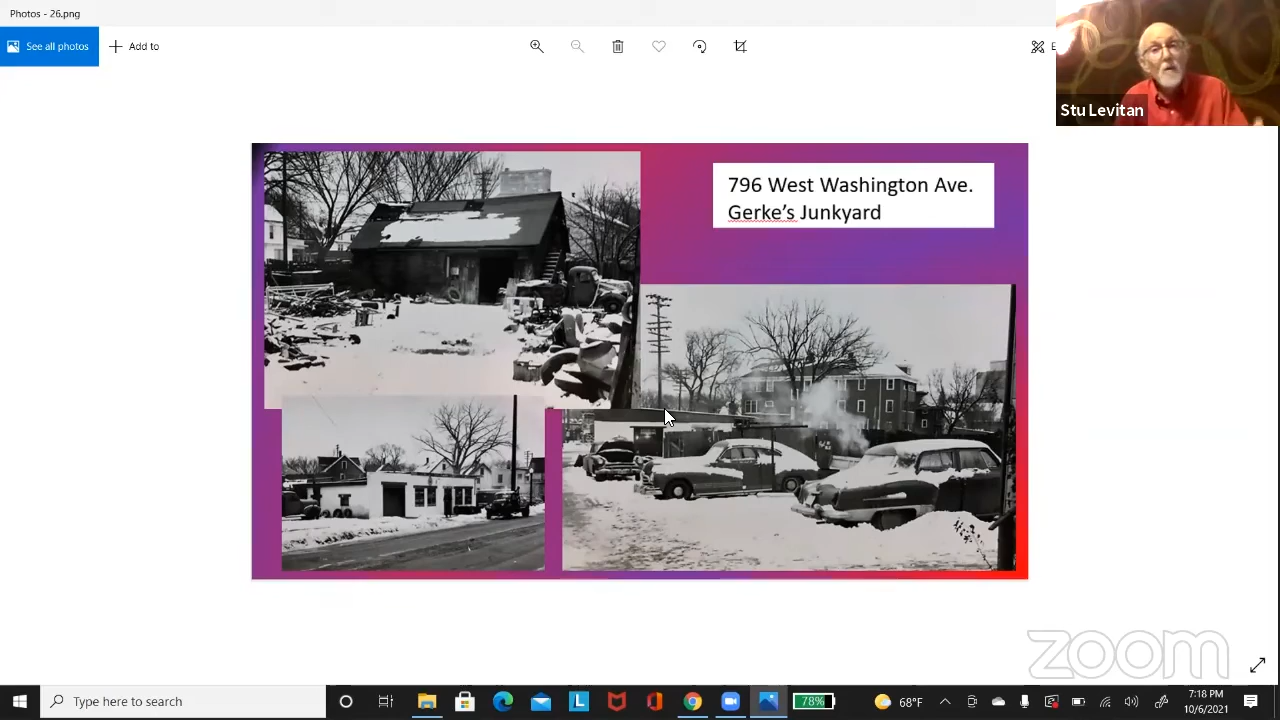 Photos - 26.png
See all photos
Add to
E
Stu Levitan
796 West Washington Ave.
Gerke's Junkyard
zoom
Type here to search
L
78%
68°F
7:18 PM
10/6/2021